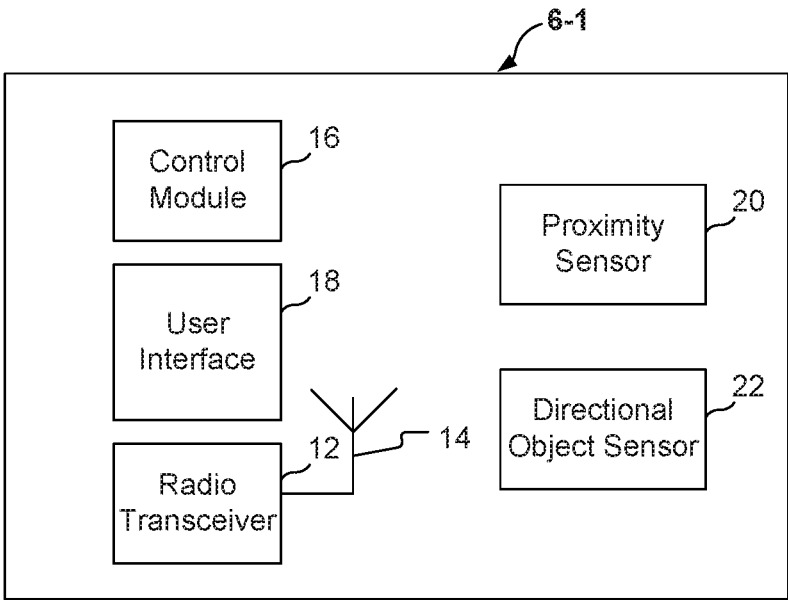 6-1
Control
Module
16
User
Interface
18
Radio
Transceiver
12
14
Proximity
Sensor
20
Directional
Object Sensor
22